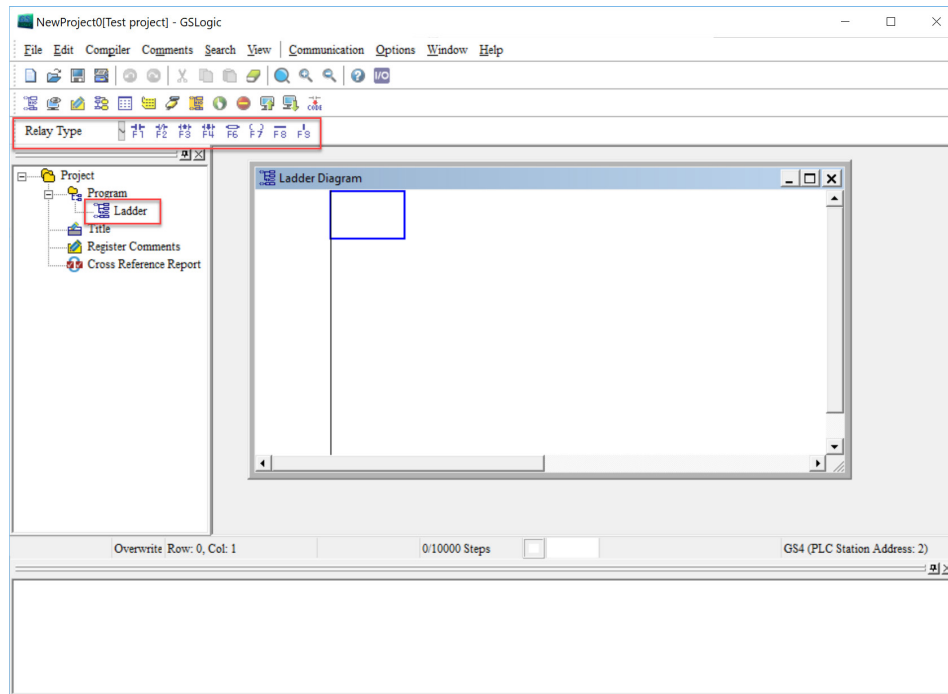 NewProject0[Test project] - GSLogic
File Edit Compiler Comments Search View Communication Options Window Help
I/O
CODE
Relay Type F1 F2 F3 F4 F6 F7 F8 F9
Project
Program
Ladder
Title
Register Comments
Cross Reference Report
Ladder Diagram
Overwrite Row: 0, Col: 1 0/10000 Steps GS4 (PLC Station Address: 2)